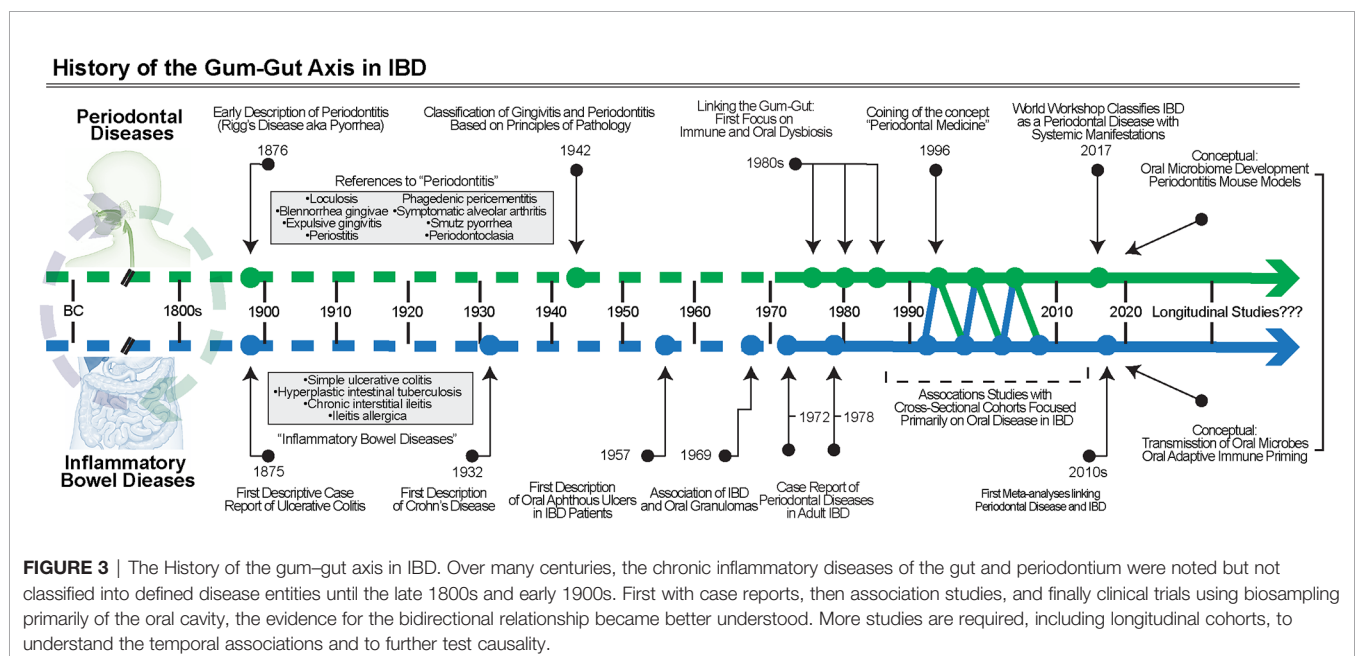 History of the Gum-Gut Axis in IBD
Periodontal
Diseases
Early Description of Periodontitis
(Rigg's Disease aka Pyorrhea)
1876
Classification of Gingivitis and Periodontitis
Based on Principles of Pathology
1942
Linking the Gum-Gut:
First Focus on
Immune and Oral Dysbiosis
1980s
Coining of the concept
"Periodontal Medicine"
1996
World Workshop Classifies IBD
as a Periodontal Disease with
Systemic Manifestations
2017
Conceptual:
Oral Microbiome Development
Periodontitis Mouse Models
References to "Periodontitis"
•Loculosis
•Blennorrhea gingivae
•Expulsive gingivitis
•Periostitis
Phagedenic pericementitis
•Symptomatic alveolar arthritis
•Smutz pyorrhea
•Periodontoclasia
BC
1800s
1900
1910
1920
1930
1940
1950
1960
1970
1980
1990
2010
2020
Longitudinal Studies???
•Simple ulcerative colitis
•Hyperplastic intestinal tuberculosis
•Chronic interstitial ileitis
•Ileitis allergica
"Inflammatory Bowel Diseases"
Inflammatory
Bowel Dieases
1875
First Descriptive Case
Report of Ulcerative Colitis
1932
First Description
of Crohn's Disease
1957
First Description
of Oral Aphthous Ulcers
in IBD Patients
1969
Association of IBD
and Oral Granulomas
1972
1978
Case Report of
Periodontal Diseases
in Adult IBD
Assocations Studies with
Cross-Sectional Cohorts Focused
Primarily on Oral Disease in IBD
2010s
First Meta-analyses linking
Periodontal Disease and IBD
Conceptual:
Transmisstion of Oral Microbes
Oral Adaptive Immune Priming
FIGURE 3 | The History of the gum–gut axis in IBD. Over many centuries, the chronic inflammatory diseases of the gut and periodontium were noted but not
classified into defined disease entities until the late 1800s and early 1900s. First with case reports, then association studies, and finally clinical trials using biosampling
primarily of the oral cavity, the evidence for the bidirectional relationship became better understood. More studies are required, including longitudinal cohorts, to
understand the temporal associations and to further test causality.